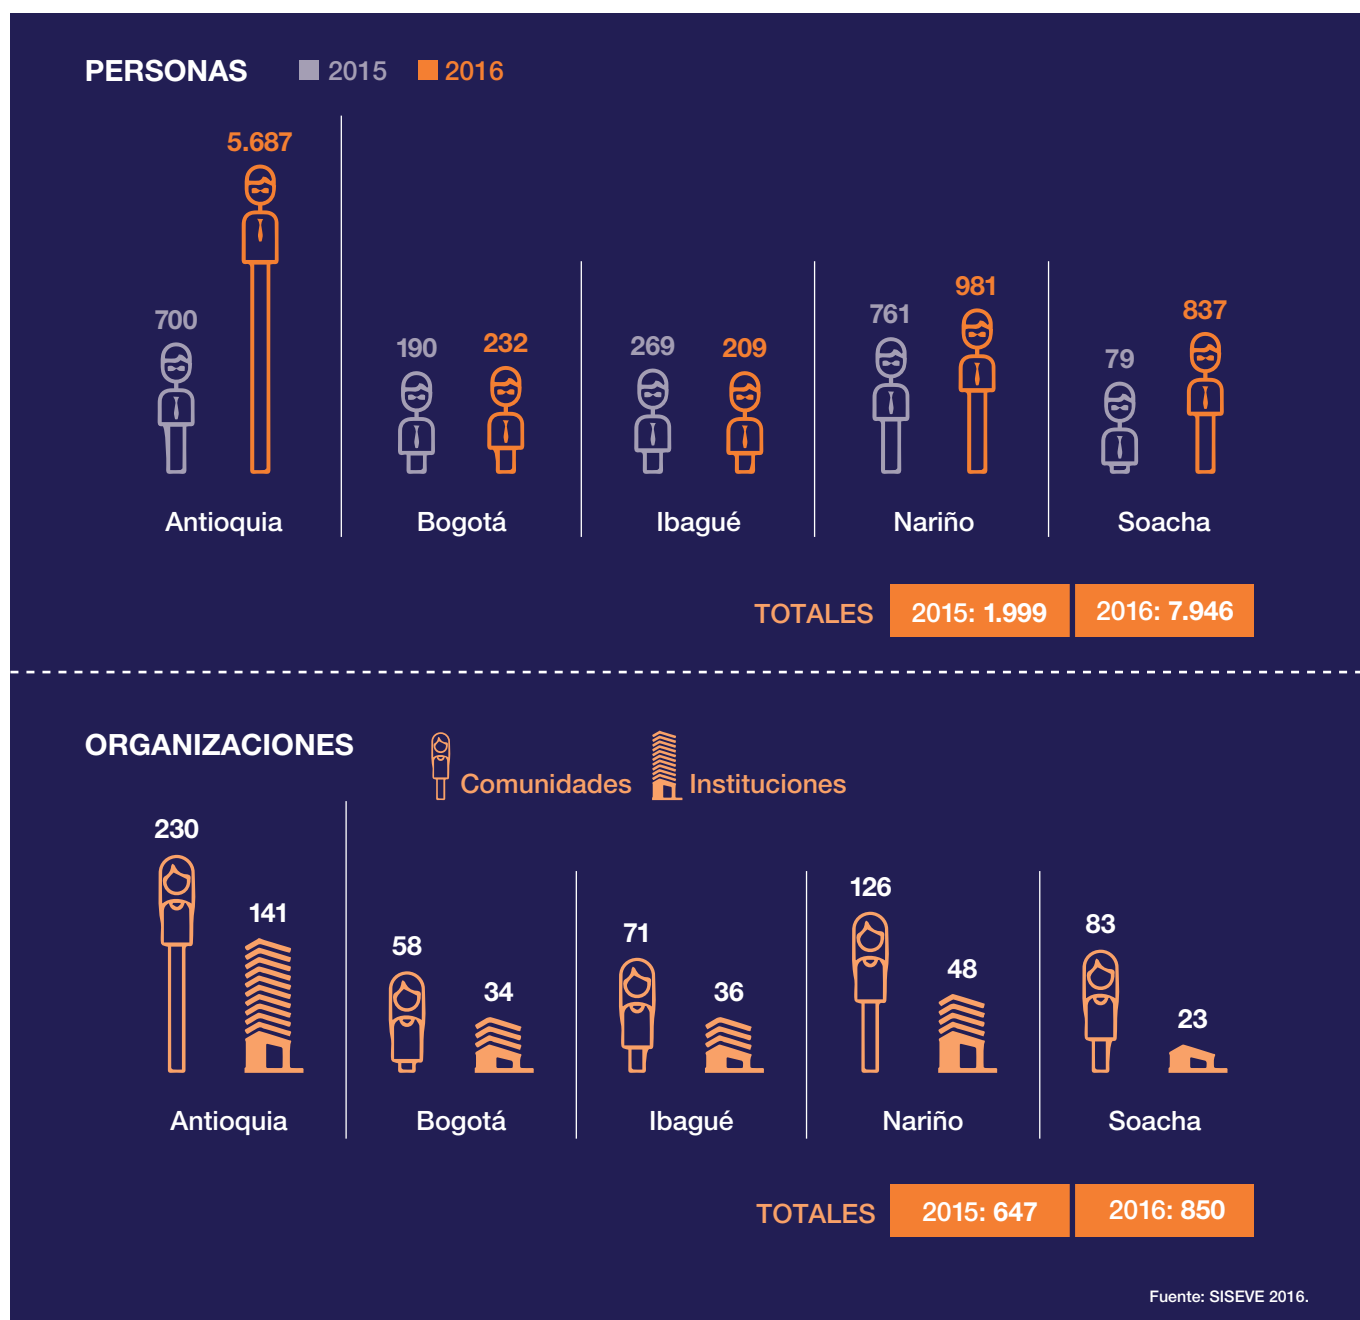 PERSONAS 2015 2016
5.687
700
190
232
269
209
761
981
79
837
Antioquia Bogotá Ibagué Nariño Soacha
TOTALES 2015: 1.999 2016: 7.946
ORGANIZACIONES
Comunidades Instituciones
230
141
58
34
71
36
126
48
83
23
Antioquia Bogotá Ibagué Nariño Soacha
TOTALES 2015: 647 2016: 850
Fuente: SISEVE 2016.